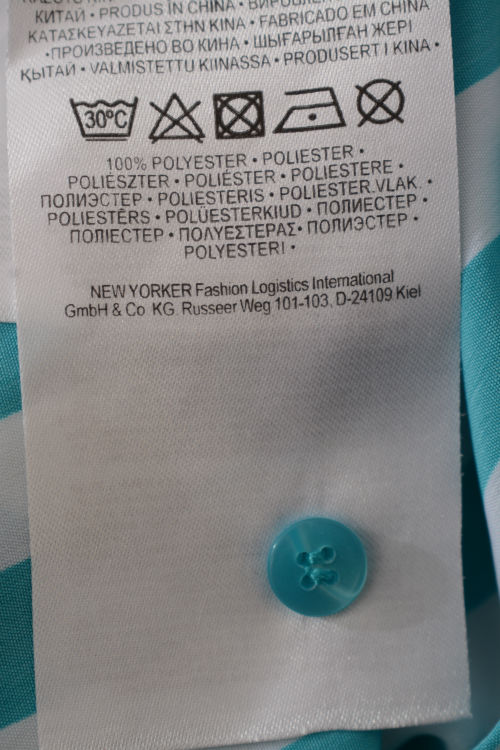 КИТАЙ • PRODUS ÎN CHINA •
ΚΑΤΑΣΚΕΥΑΖΕΤΑΙ ΣΤΗΝ ΚΙΝΑ • FABRICADO EM CHINA
•ПРОИЗВЕДЕНО ВО КИНА • ШЫҒАРЫЛҒАН ЖЕРІ
ҚЫТАЙ • VALMISTETTU KIINASSA • PRODUSERT I KINA •
30ºC
100% POLYESTER • POLIESTER •
POLIÉSZTER • POLIÉSTER • POLIESTERE •
ПОЛИЭСТЕР • POLIESTERIS • POLIESTER.VLAK. •
POLIESTĒRS • POLÜESTERKIUD • ПОЛИЕСТЕР •
ПОЛІЕСТЕР • ΠΟΛΥΕΣΤΕΡΑΣ• ПОЛИЭСТЕР •
POLYESTERI •
NEW YORKER Fashion Logistics International
GmbH & Co. KG. Russeer Weg 101-103, D-24109 Kiel